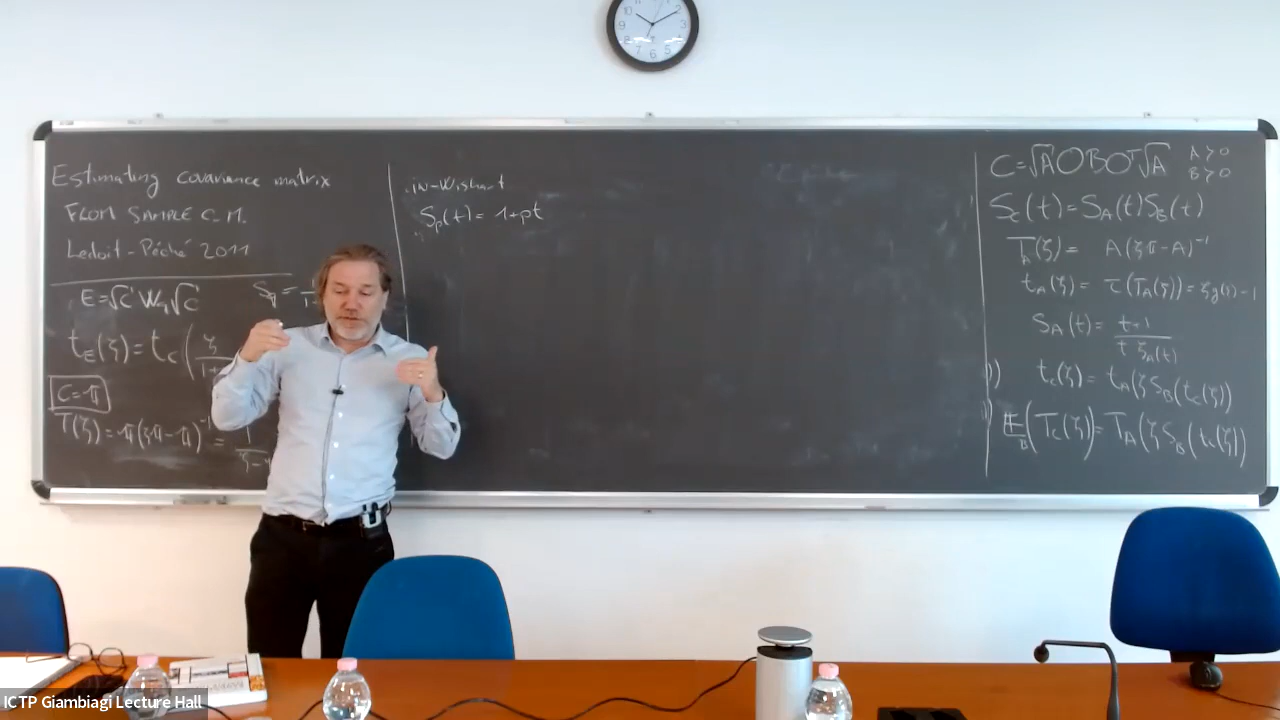 Estimating covariance matrix
FROM SAMPLE C.M.
Ledoit-Péché 2011
E=√C W_q √C
t_E(ζ)= t_C(ζ
C=𝟙
T(ζ)=𝟙(ζ𝟙-𝟙)⁻¹=
in-Wishart
S_p(t)= 1+pt
C=√A O B Oᵀ √A
A>0
B>0
S_C(t)=S_A(t)S_B(t)
T_A(ζ)= A(ζ𝟙-A)⁻¹
t_A(ζ)= τ(T_A(ζ))=ζg(ζ)-1
S_A(t)= t+1 / t ζ_A(t)
t_C(ζ)= t_A(ζ S_B(t_C(ζ))
𝔼_B(T_C(ζ))=T_A(ζ S_B(t_C(ζ))
ICTP Giambiagi Lecture Hall